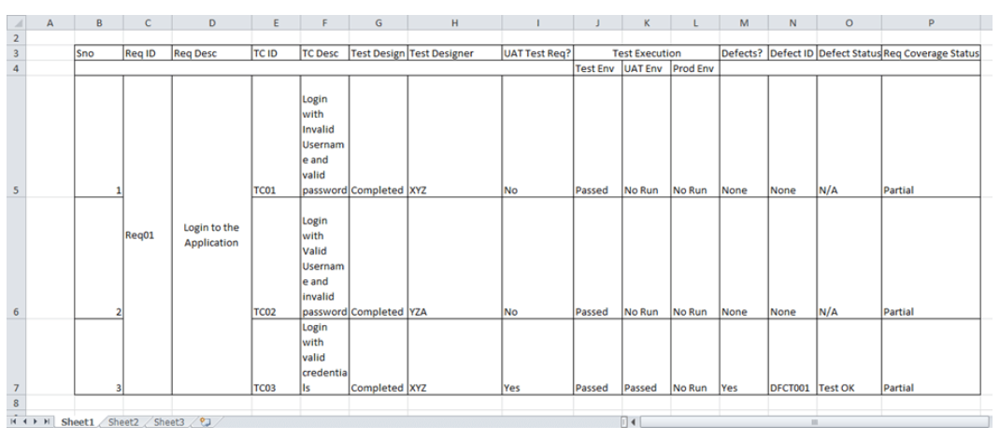 A B C D E F G H I J K L M N O P
2
3 Sno Req ID Req Desc TC ID TC Desc Test Design Test Designer UAT Test Req? Test Execution Defects? Defect ID Defect Status Req Coverage Status
4 Test Env UAT Env Prod Env
Login
with
Invalid
Usernam
e and
valid
5 1 TC01 password Completed XYZ No Passed No Run No Run None None N/A Partial
Req01
Login to the
Application
Login
with
Valid
Usernam
e and
invalid
6 2 TC02 password Completed YZA No Passed No Run No Run None None N/A Partial
Login
with
valid
credentia
7 3 TC03 ls Completed XYZ Yes Passed Passed No Run Yes DFCT001 Test OK Partial
8
Sheet1 Sheet2 Sheet3